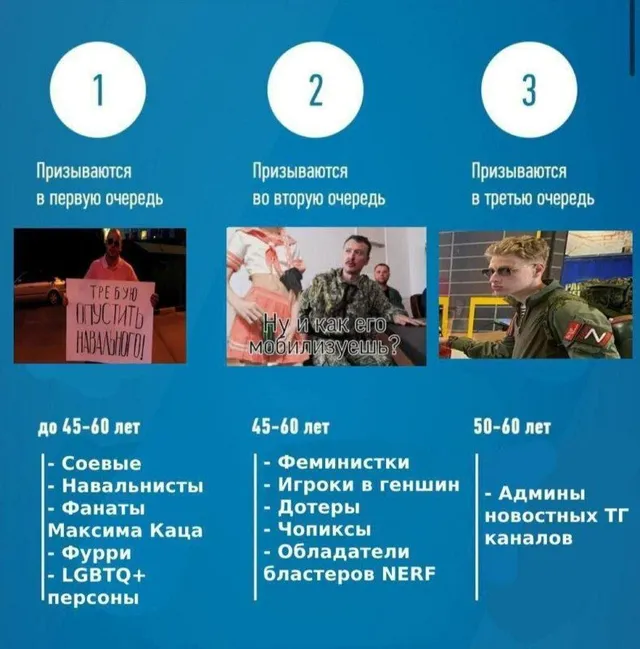 1
2
3
Призываются
в первую очередь
Призываются
во вторую очередь
Призываются
в третью очередь
ТРЕБУЮ
ОПУСТИТЬ
НАВАЛЬНОГО!
Ну и как его
мобилизуешь?
Z
до 45-60 лет
- Соевые
- Навальнисты
- Фанаты
Максима Каца
- Фурри
- LGBTQ+
персоны
45-60 лет
- Феминистки
- Игроки в геншин
- Дотеры
- Чопиксы
- Обладатели
бластеров NERF
50-60 лет
- Админы
новостных ТГ
каналов